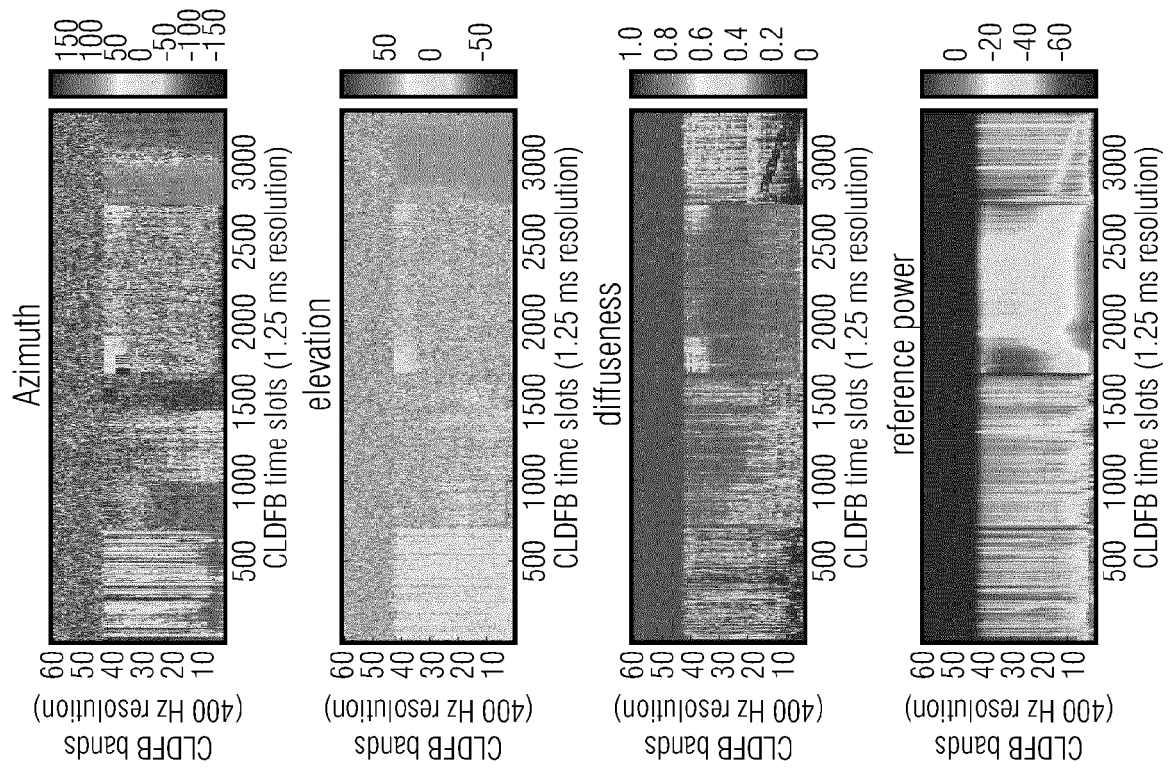 Azimuth
CLDFB bands
(400 Hz resolution)
60
50
40
30
20
10
500 1000 1500 2000 2500 3000
CLDFB time slots (1.25 ms resolution)
150
100
50
0
-50
-100
-150
elevation
CLDFB bands
(400 Hz resolution)
60
50
40
30
20
10
500 1000 1500 2000 2500 3000
CLDFB time slots (1.25 ms resolution)
50
0
-50
diffuseness
CLDFB bands
(400 Hz resolution)
60
50
40
30
20
10
500 1000 1500 2000 2500 3000
CLDFB time slots (1.25 ms resolution)
1.0
0.8
0.6
0.4
0.2
0
reference power
CLDFB bands
(400 Hz resolution)
60
50
40
30
20
10
500 1000 1500 2000 2500 3000
CLDFB time slots (1.25 ms resolution)
0
-20
-40
-60